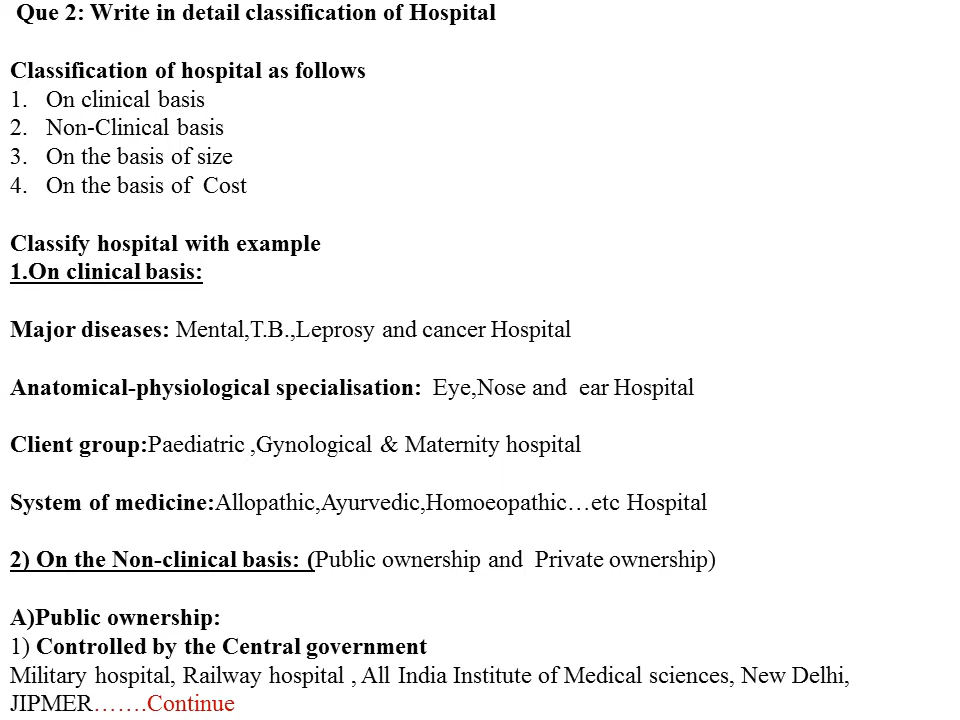 Que 2: Write in detail classification of Hospital
Classification of hospital as follows
1. On clinical basis
2. Non-Clinical basis
3. On the basis of size
4. On the basis of  Cost
Classify hospital with example
1.On clinical basis:
Major diseases: Mental,T.B.,Leprosy and cancer Hospital
Anatomical-physiological specialisation:  Eye,Nose and  ear Hospital
Client group:Paediatric ,Gynological & Maternity hospital
System of medicine:Allopathic,Ayurvedic,Homoeopathic…etc Hospital
2) On the Non-clinical basis: (Public ownership and  Private ownership)
A)Public ownership:
1) Controlled by the Central government
Military hospital, Railway hospital , All India Institute of Medical sciences, New Delhi,
JIPMER…….Continue